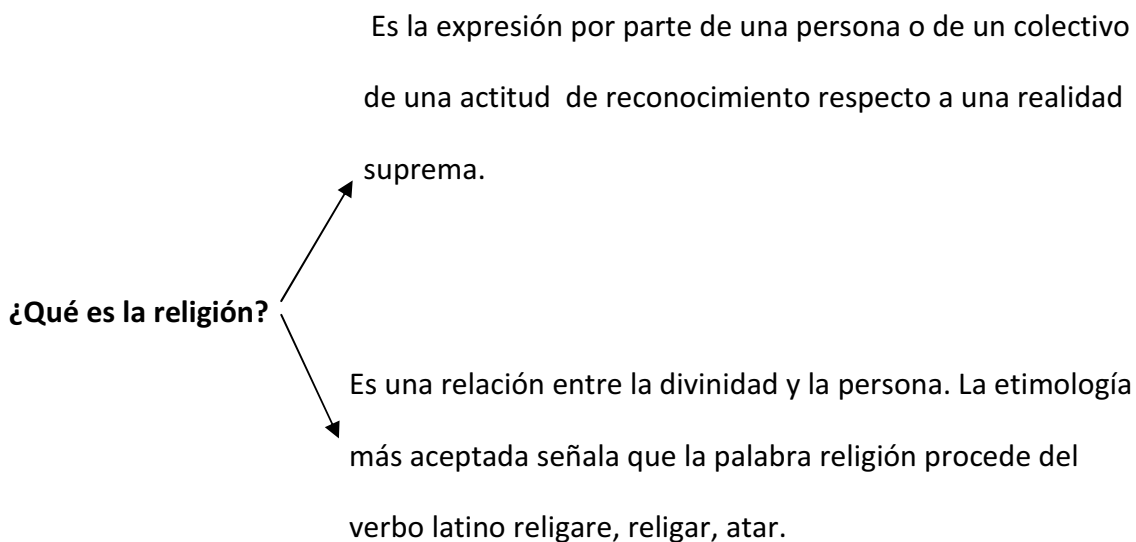 Es la expresión por parte de una persona o de un colectivo
de una actitud de reconocimiento respecto a una realidad
suprema.
¿Qué es la religión?
Es una relación entre la divinidad y la persona. La etimología
más aceptada señala que la palabra religión procede del
verbo latino religare, religar, atar.